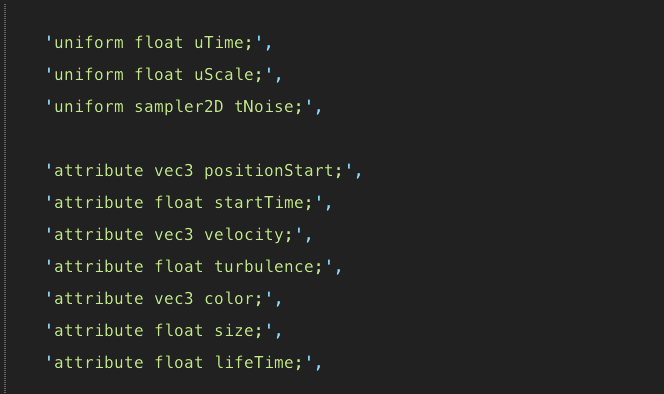 'uniform float uTime;',
'uniform float uScale;',
'uniform sampler2D tNoise;',
'attribute vec3 positionStart;',
'attribute float startTime;',
'attribute vec3 velocity;',
'attribute float turbulence;',
'attribute vec3 color;',
'attribute float size;',
'attribute float lifeTime;',